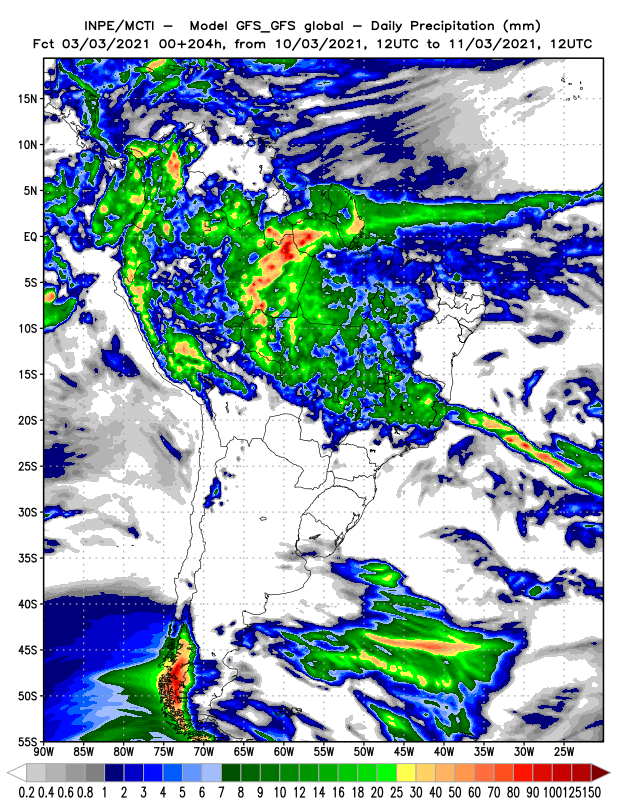 INPE/MCTI – Model GFS_GFS global – Daily Precipitation (mm)
Fct 03/03/2021 00+204h, from 10/03/2021, 12UTC to 11/03/2021, 12UTC
15N
10N
5N
EQ
5S
10S
15S
20S
25S
30S
35S
40S
45S
50S
55S
90W 85W 80W 75W 70W 65W 60W 55W 50W 45W 40W 35W 30W 25W
0.2 0.4 0.6 0.8 1 2 3 4 5 6 7 8 9 10 12 14 16 18 20 25 30 40 50 60 70 80 90 100 125 150